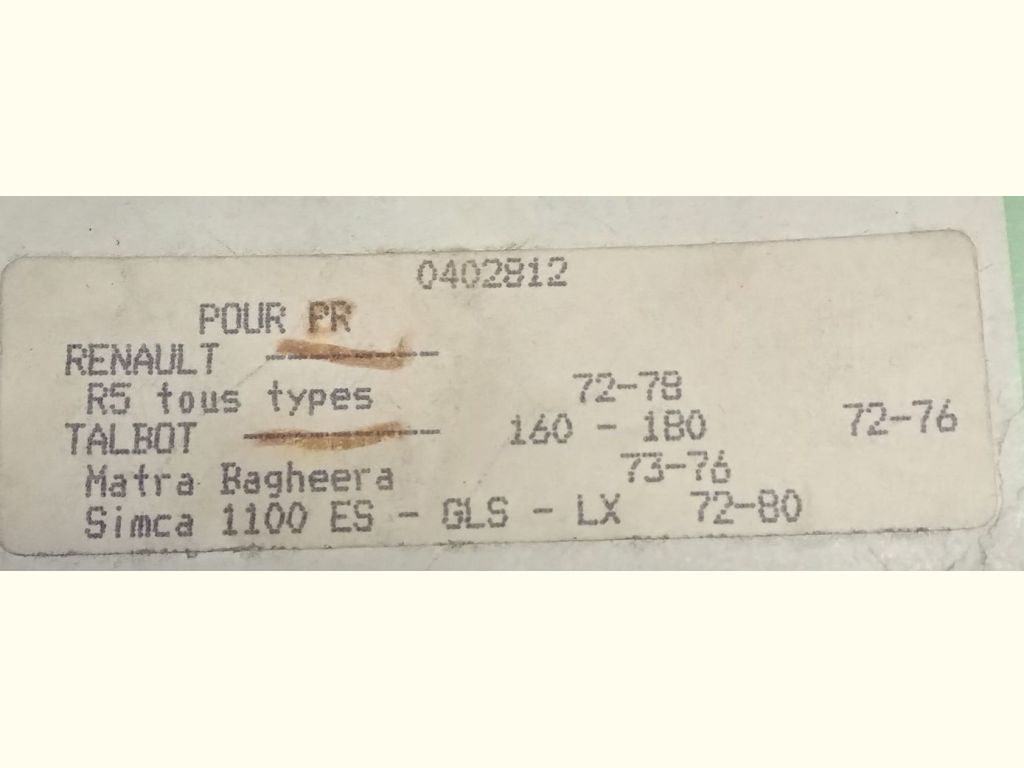 0402812
POUR PR
RENAULT ----------
R5 tous types 72-78
TALBOT ------------ 160 - 180 72-76
Matra Bagheera 73-76
Simca 1100 ES - GLS - LX 72-80